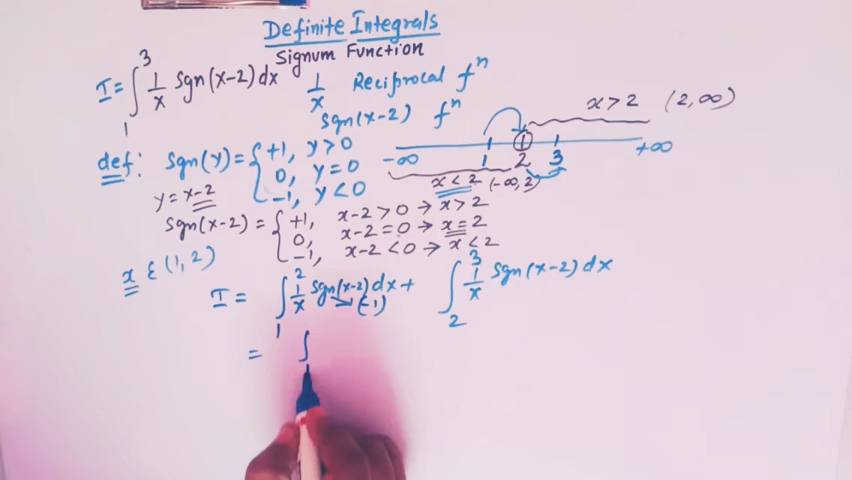 Definite Integrals
Signum Function
I = ∫₁³ 1/x Sgn(x-2) dx
1/x Reciprocal fⁿ
sgn(x-2) fⁿ
x > 2 (2, ∞)
-∞ 1 2 3 +∞
x < 2 (-∞, 2)
def: Sgn(y) = { +1, y > 0
0, y = 0
-1, y < 0
y = x-2
Sgn(x-2) = { +1, x-2 > 0 → x > 2
0, x-2 = 0 → x = 2
-1, x-2 < 0 → x < 2
x ε (1, 2)
I = ∫₁² 1/x Sgn(x-2) dx + ∫₂³ 1/x Sgn(x-2) dx
→ (-1)
= ∫